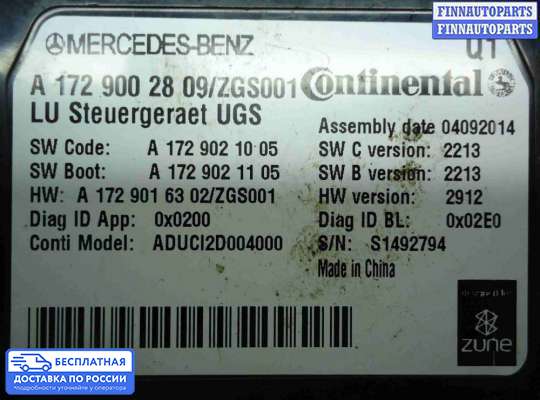 FINNAUTOPARTS
FINNAUTOPARTS
MERCEDES-BENZ
Q1
A 172 900 28 09/ZGS001
Continental
LU Steuergeraet UGS
Assembly date 04092014
SW Code: A 172 902 10 05
SW C version: 2213
SW Boot: A 172 902 11 05
SW B version: 2213
HW: A 172 901 63 02/ZGS001
HW version: 2912
Diag ID App: 0x0200
Diag ID BL: 0x02E0
Conti Model: ADUCI2D004000
S/N: S1492794
Made in China
zune
БЕСПЛАТНАЯ
ДОСТАВКА ПО РОССИИ
*подробности уточняйте у оператора